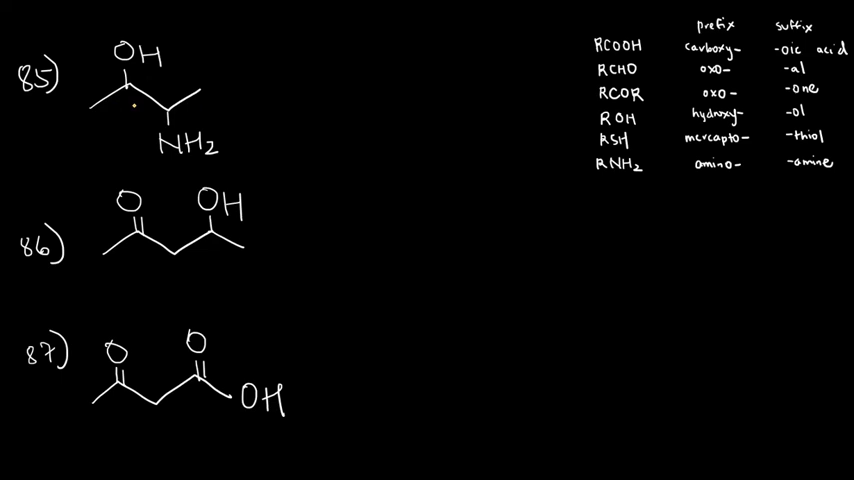 prefix suffix
RCOOH carboxy- -oic acid
RCHO oxo- -al
RCOR oxo- -one
ROH hydroxy- -ol
RSH mercapto- -thiol
RNH2 amino- -amine
85)
OH
NH2
86)
O OH
87)
O O
OH